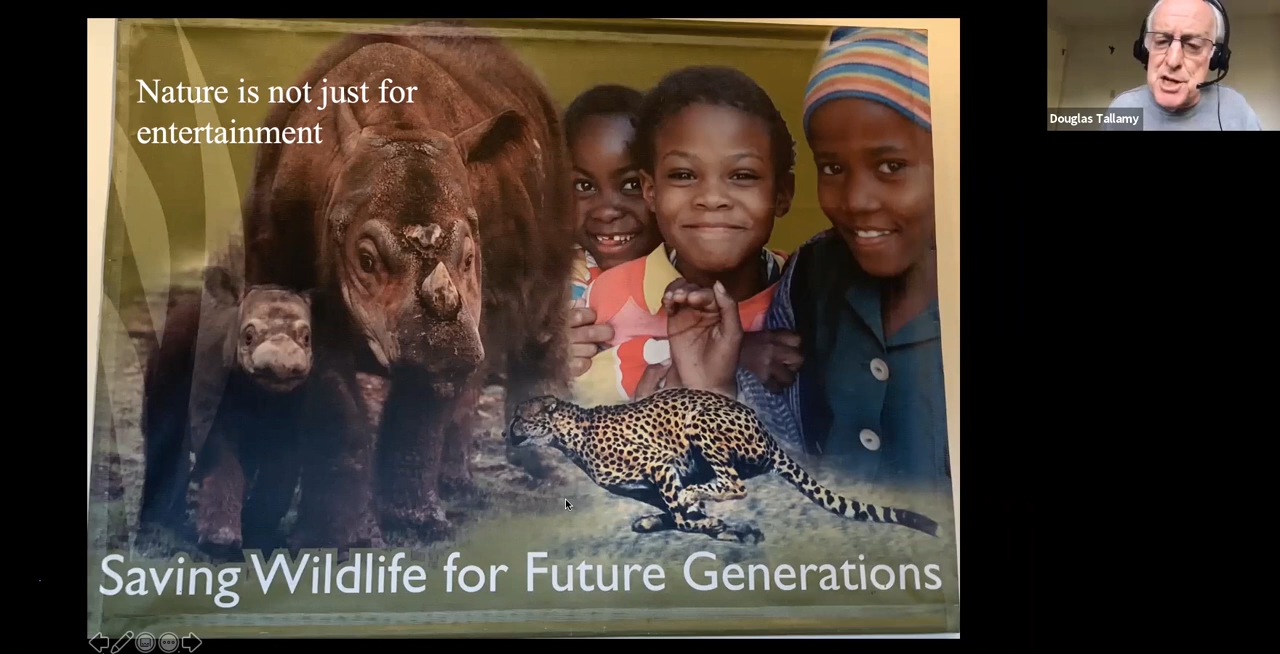 Nature is not just for
entertainment
Douglas Tallamy
Saving Wildlife for Future Generations